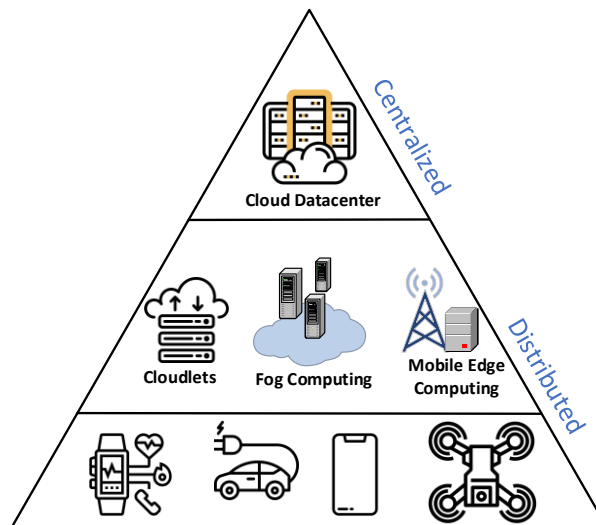 Centralized
Cloud Datacenter
Distributed
Cloudlets
Fog Computing
Mobile Edge
Computing